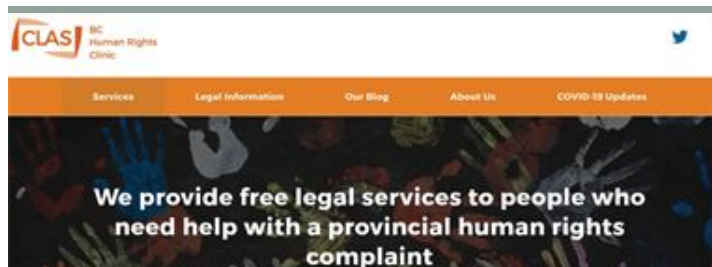 CLAS BC
Human Rights
Clinic
Services Legal Information Our Blog About Us COVID-19 Updates
We provide free legal services to people who
need help with a provincial human rights
complaint